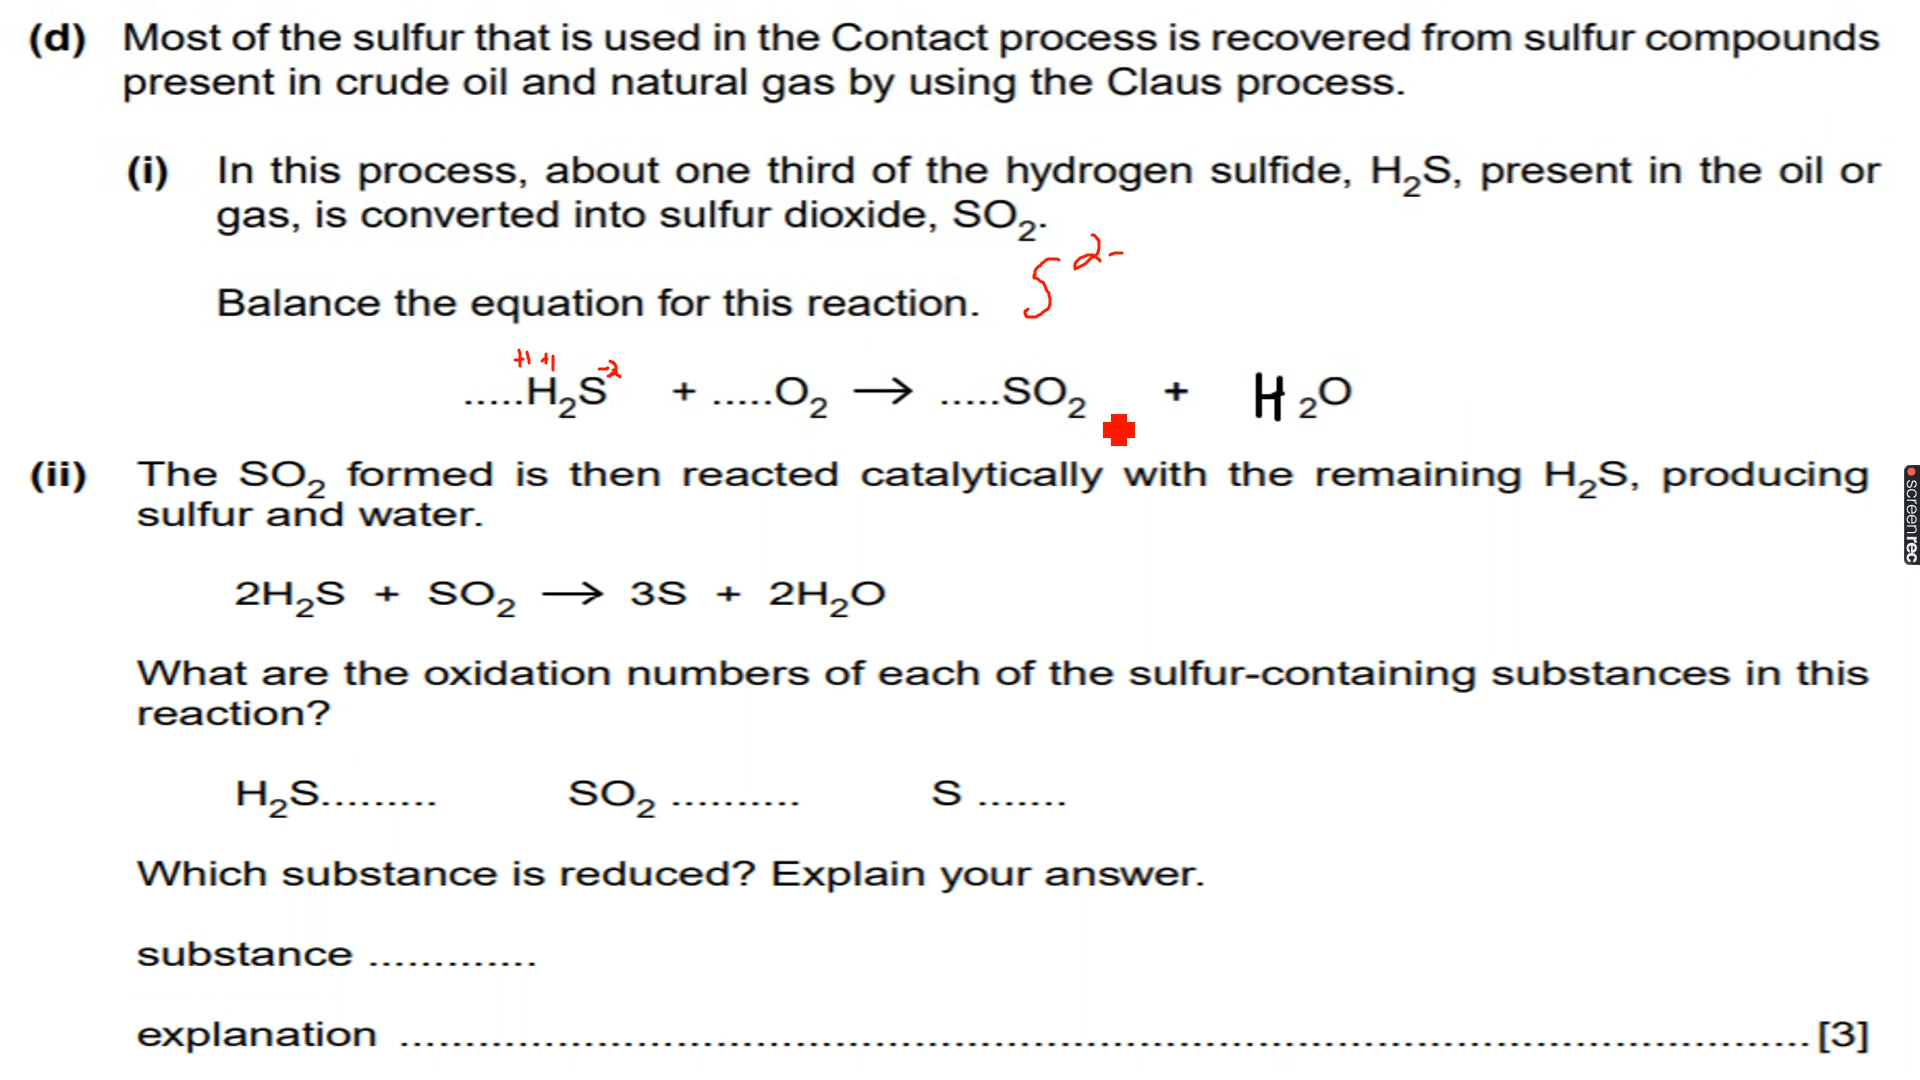 (d) Most of the sulfur that is used in the Contact process is recovered from sulfur compounds
present in crude oil and natural gas by using the Claus process.
(i) In this process, about one third of the hydrogen sulfide, H₂S, present in the oil or
gas, is converted into sulfur dioxide, SO₂.
S²⁻
Balance the equation for this reaction.
+1 +1 -2
.....H₂S + .....O₂ → .....SO₂ + H₂O
(ii) The SO₂ formed is then reacted catalytically with the remaining H₂S, producing
sulfur and water.
2H₂S + SO₂ → 3S + 2H₂O
What are the oxidation numbers of each of the sulfur-containing substances in this
reaction?
H₂S......... SO₂ .......... S .......
Which substance is reduced? Explain your answer.
substance .............
explanation .................................................................................................... [3]
screenrec